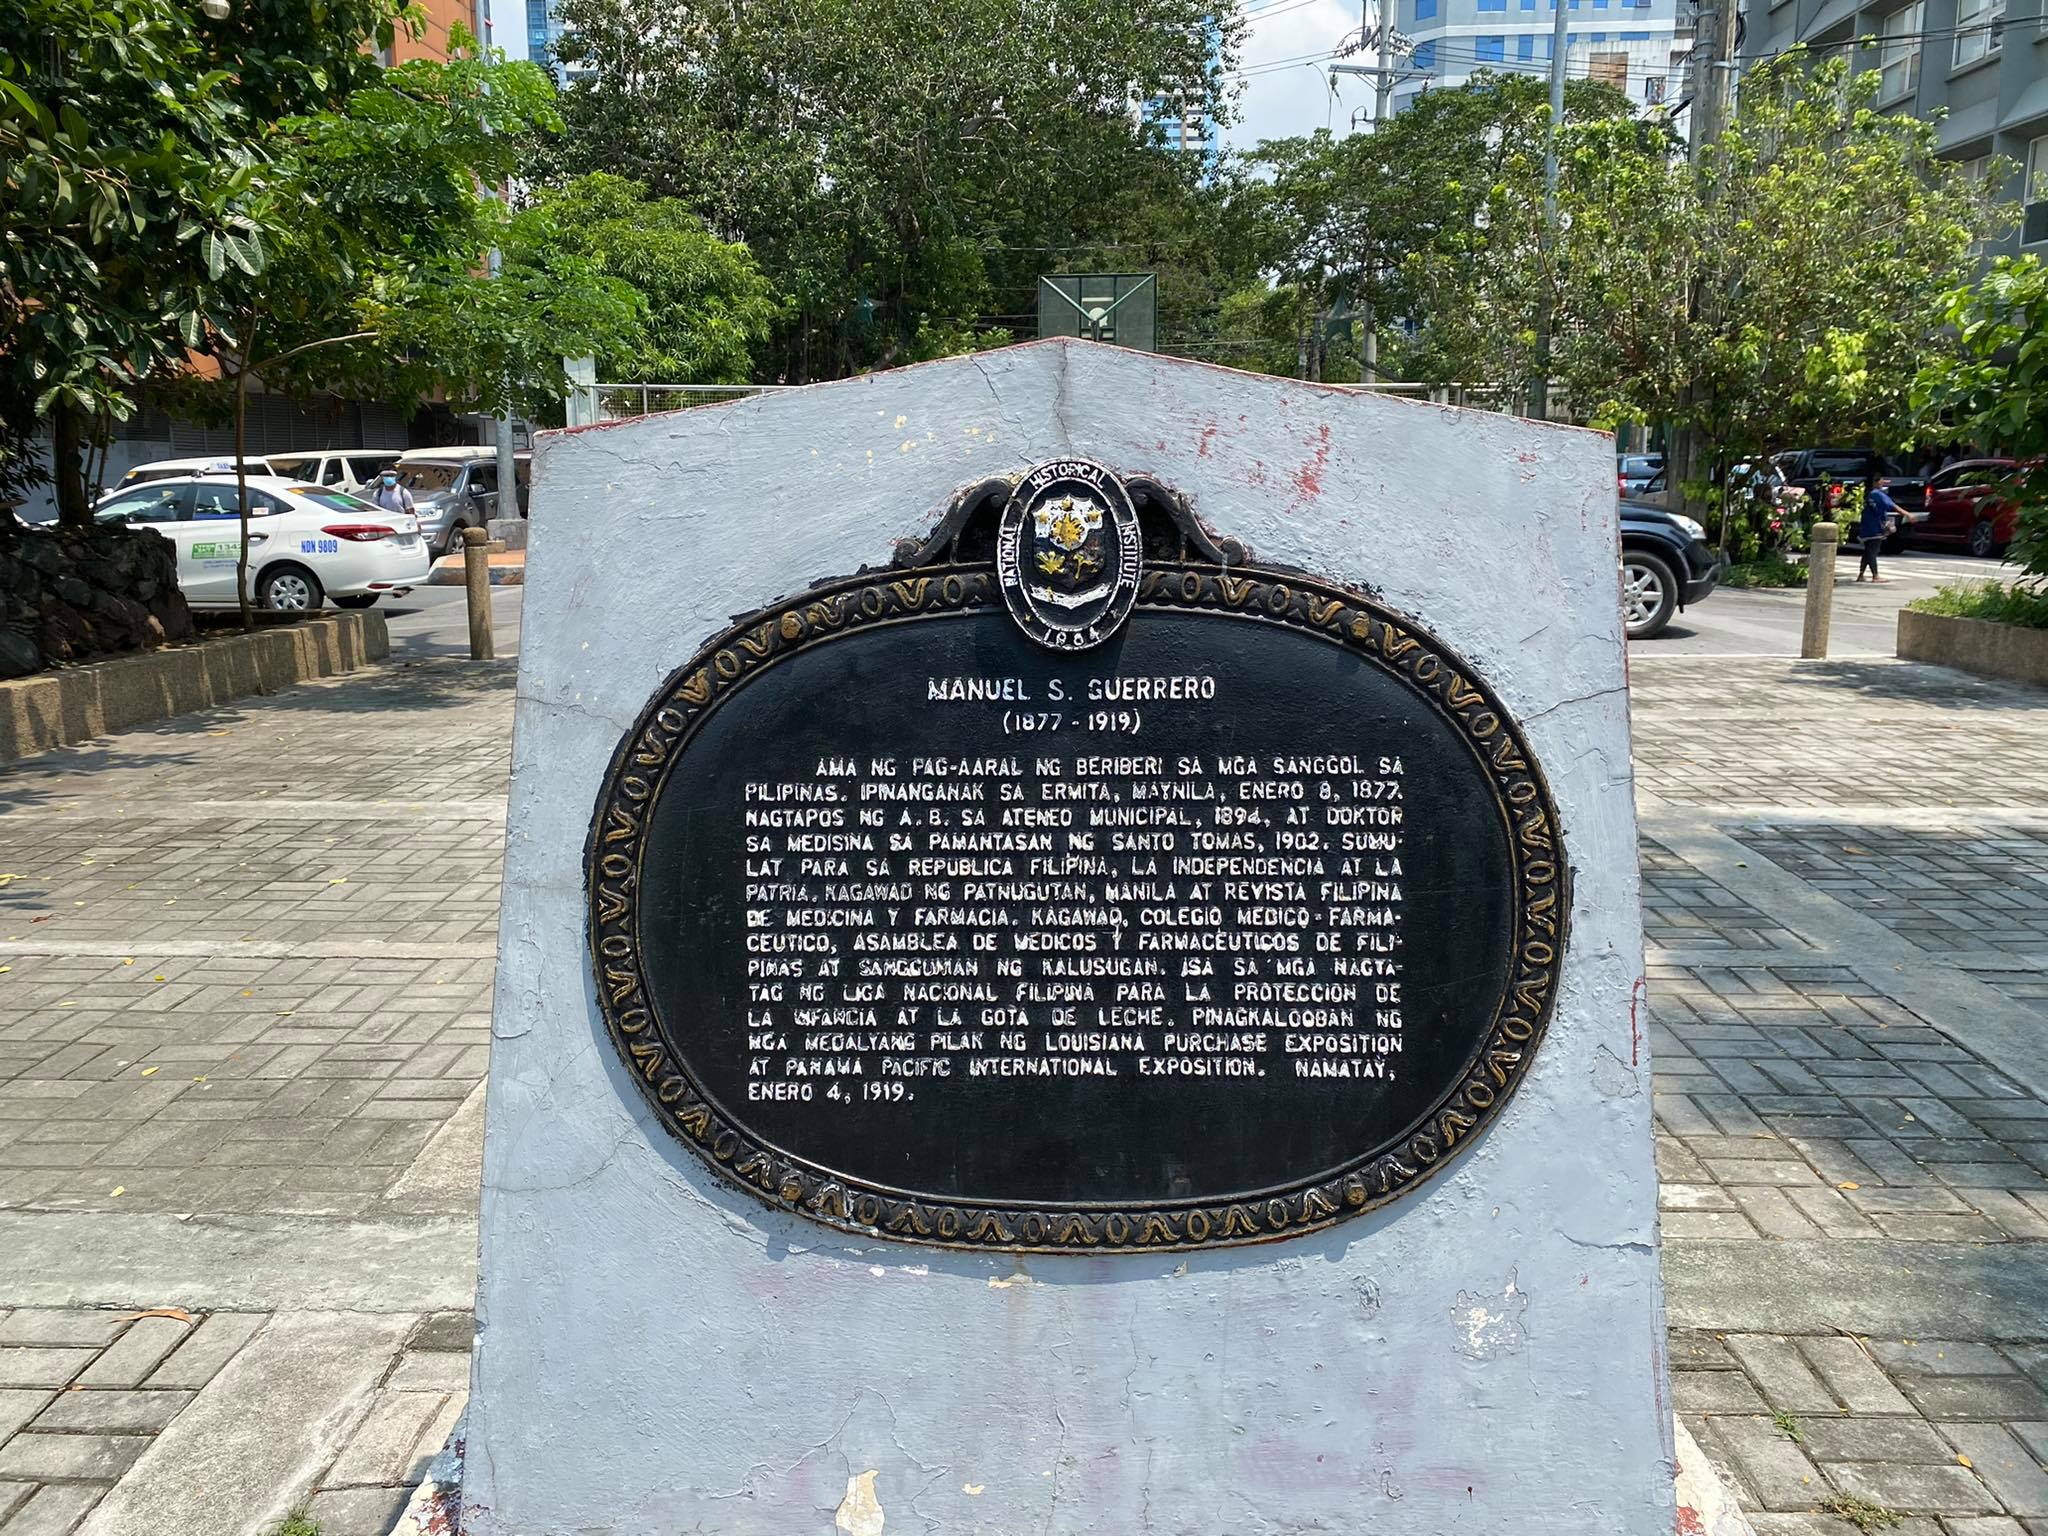 NDN 9809
NATIONAL HISTORICAL INSTITUTE
MANUEL S. GUERRERO
(1877 - 1919)
AMA NG PAG-AARAL NG BERIBERI SA MGA SANGGOL SA
PILIPINAS. IPINANGANAK SA ERMITA, MAYNILA, ENERO 8, 1877.
NAGTAPOS NG A. B. SA ATENEO MUNICIPAL, 1894, AT DOKTOR
SA MEDISINA SA PAMANTASAN NG SANTO TOMAS, 1902. SUMU-
LAT PARA SA REPUBLICA FILIPINA, LA INDEPENDENCIA AT LA
PATRIA. KAGAWAD NG PATNUGUTAN, MANILA AT REVISTA FILIPINA
DE MEDICINA Y FARMACIA. KAGAWAD, COLEGIO MEDICO-FARMA-
CEUTICO, ASAMBLEA DE MEDICOS Y FARMACEUTICOS DE FILI-
PINAS AT SANGGUNIAN NG KALUSUGAN. ISA SA MGA NAGTA-
TAG NG LIGA NACIONAL FILIPINA PARA LA PROTECCION DE
LA INFANCIA AT LA GOTA DE LECHE. PINAGKALOOBAN NG
MGA MEDALYANG PILAK NG LOUISIANA PURCHASE EXPOSITION
AT PANAMA PACIFIC INTERNATIONAL EXPOSITION. NAMATAY,
ENERO 4, 1919.